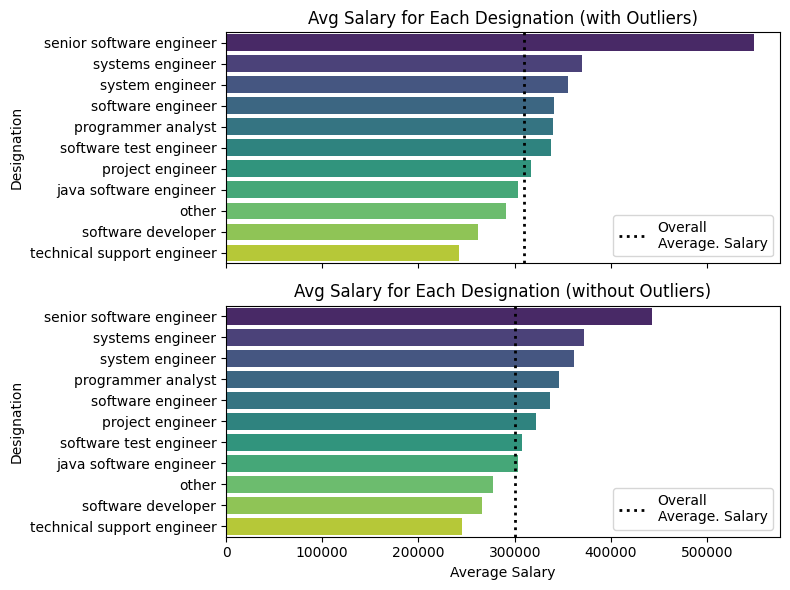 Avg Salary for Each Designation (with Outliers)
Designation
senior software engineer
systems engineer
system engineer
software engineer
programmer analyst
software test engineer
project engineer
java software engineer
other
software developer
technical support engineer
Overall
Average. Salary
Avg Salary for Each Designation (without Outliers)
Designation
senior software engineer
systems engineer
system engineer
programmer analyst
software engineer
project engineer
software test engineer
java software engineer
other
software developer
technical support engineer
Overall
Average. Salary
0 100000 200000 300000 400000 500000
Average Salary